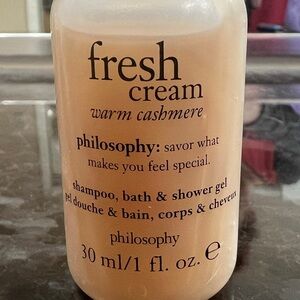 fresh
cream
warm cashmere
philosophy: savor what
makes you feel special.
shampoo, bath & shower gel
gel douche & bain, corps & cheveux
philosophy
30 ml/1 fl. oz. ℮